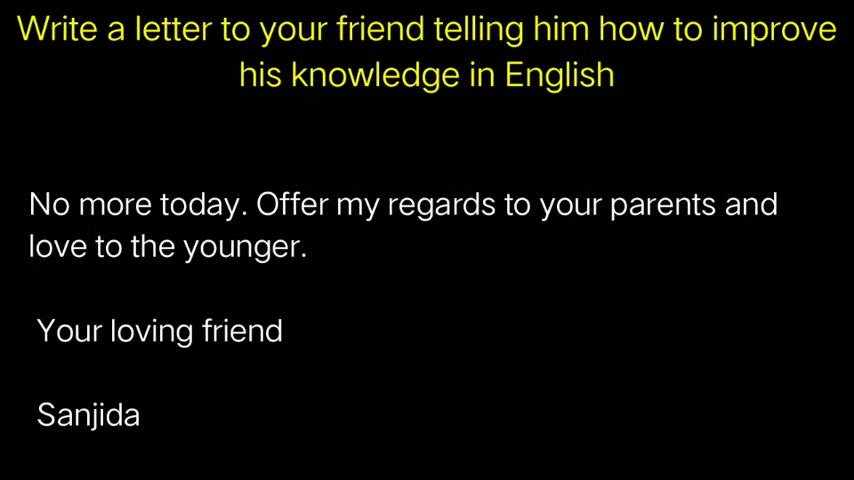 Write a letter to your friend telling him how to improve
his knowledge in English
No more today. Offer my regards to your parents and
love to the younger.
Your loving friend
Sanjida